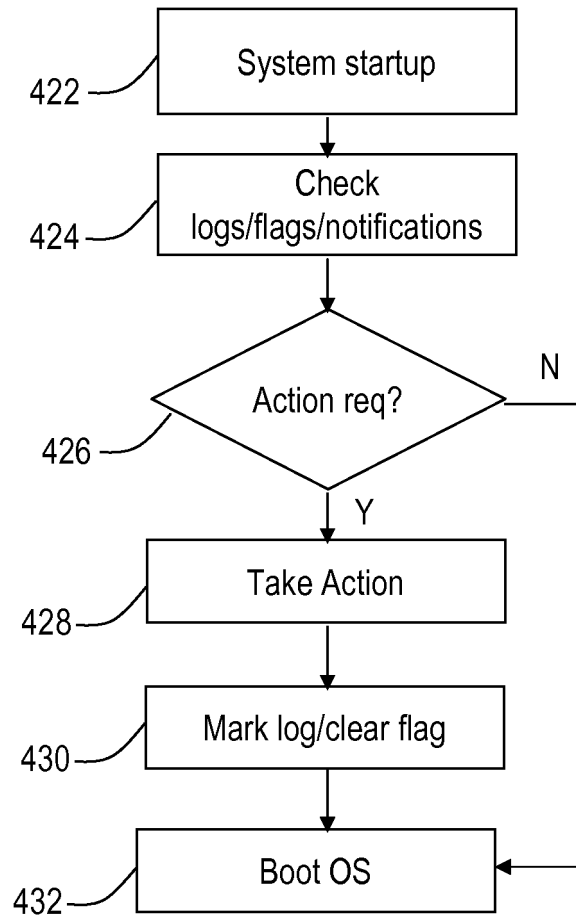 System startup
422
Check
logs/flags/notifications
424
Action req?
N
426
Y
Take Action
428
Mark log/clear flag
430
Boot OS
432